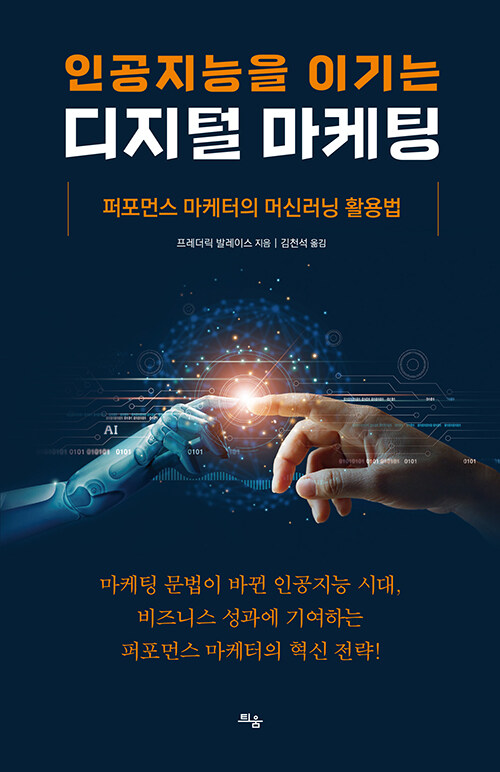 인공지능을 이기는
디지털 마케팅
퍼포먼스 마케터의 머신러닝 활용법
프레더릭 발레이스 지음 | 김천석 옮김
AI
0101
마케팅 문법이 바뀐 인공지능 시대,
비즈니스 성과에 기여하는
퍼포먼스 마케터의 혁신 전략!
틔움